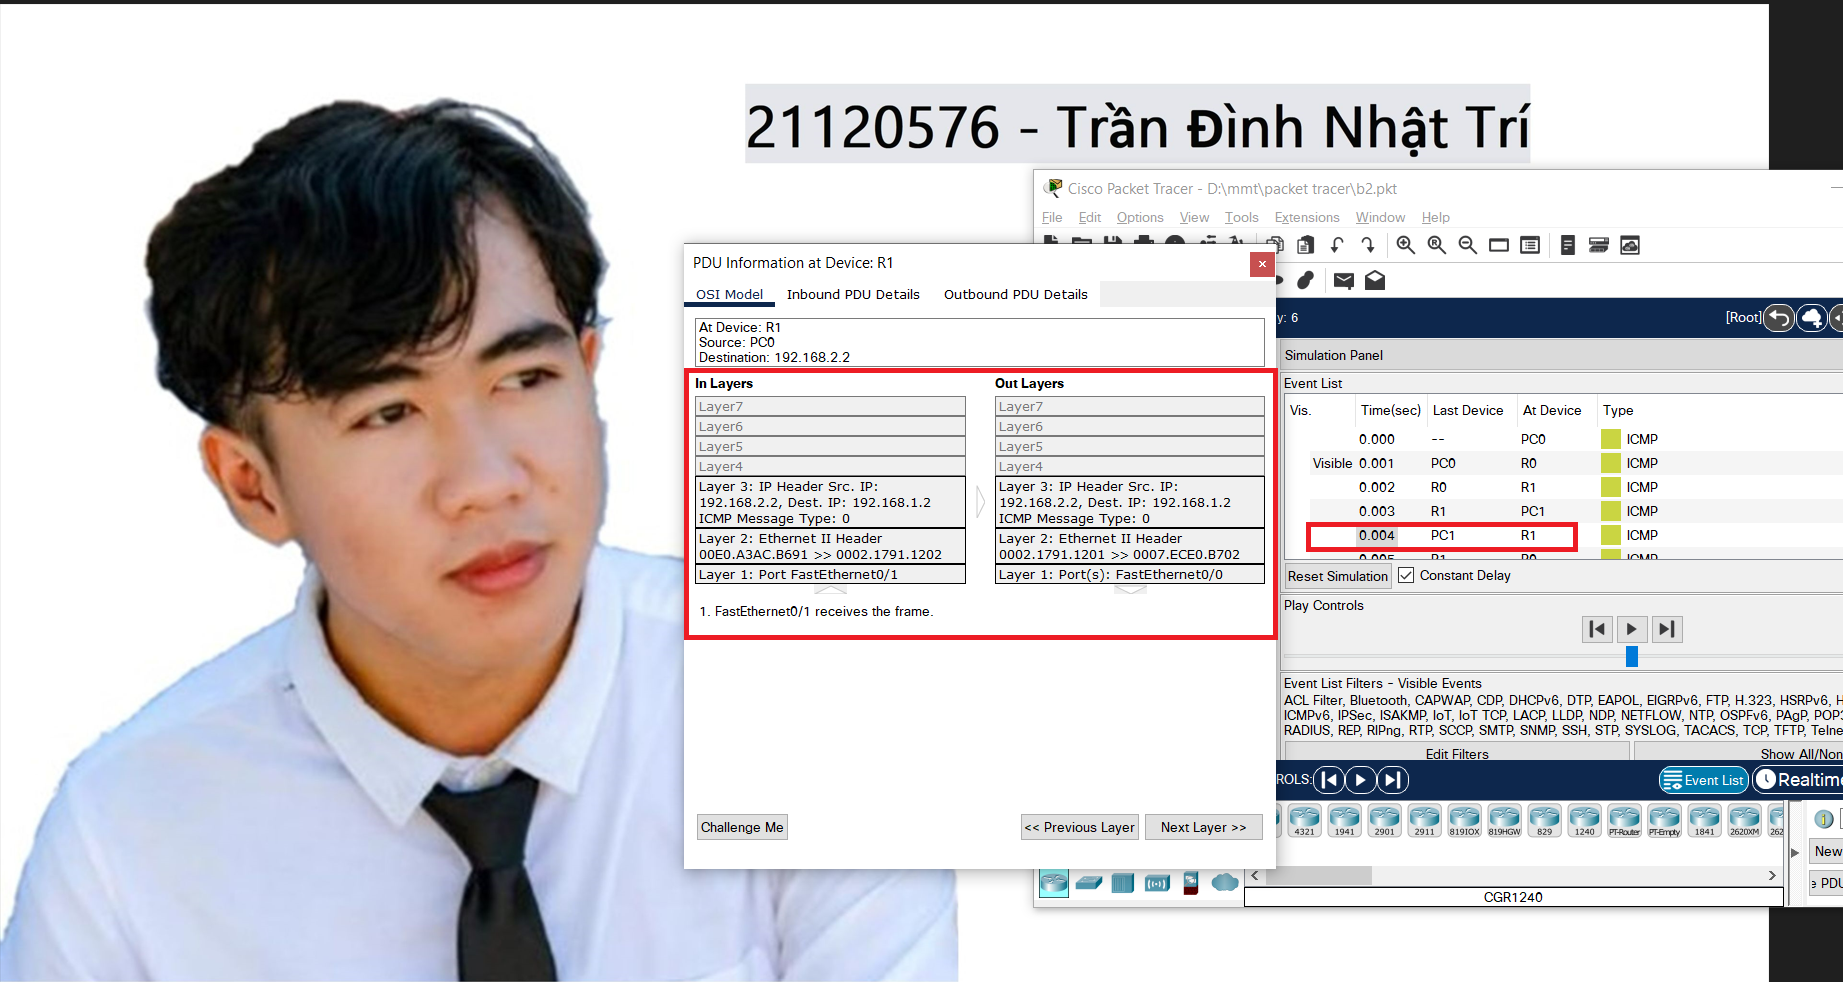 21120576 - Trần Đình Nhật Trí
Cisco Packet Tracer - D:\mmt\packet tracer\b2.pkt
File Edit Options View Tools Extensions Window Help
PDU Information at Device: R1
OSI Model Inbound PDU Details Outbound PDU Details
At Device: R1
Source: PC0
Destination: 192.168.2.2
In Layers
Layer7
Layer6
Layer5
Layer4
Layer 3: IP Header Src. IP:
192.168.2.2, Dest. IP: 192.168.1.2
ICMP Message Type: 0
Layer 2: Ethernet II Header
00E0.A3AC.B691 >> 0002.1791.1202
Layer 1: Port FastEthernet0/1
Out Layers
Layer7
Layer6
Layer5
Layer4
Layer 3: IP Header Src. IP:
192.168.2.2, Dest. IP: 192.168.1.2
ICMP Message Type: 0
Layer 2: Ethernet II Header
0002.1791.1201 >> 0007.ECE0.B702
Layer 1: Port(s): FastEthernet0/0
1. FastEthernet0/1 receives the frame.
Challenge Me
<< Previous Layer Next Layer >>
y: 6
[Root]
Simulation Panel
Event List
Vis. Time(sec) Last Device At Device Type
0.000 -- PC0 ICMP
Visible 0.001 PC0 R0 ICMP
0.002 R0 R1 ICMP
0.003 R1 PC1 ICMP
0.004 PC1 R1 ICMP
0.005 R1 R0 ICMP
Reset Simulation Constant Delay
Play Controls
Event List Filters - Visible Events
ACL Filter, Bluetooth, CAPWAP, CDP, DHCPv6, DTP, EAPOL, EIGRPv6, FTP, H.323, HSRPv6, H
ICMPv6, IPSec, ISAKMP, IoT, IoT TCP, LACP, LLDP, NDP, NETFLOW, NTP, OSPFv6, PAgP, POP3
RADIUS, REP, RIPng, RTP, SCCP, SMTP, SNMP, SSH, STP, SYSLOG, TACACS, TCP, TFTP, Telne
Edit Filters Show All/Non
ROLS: Event List Realtime
4321 1941 2901 2911 819IOX 819HGW 829 1240 PT-Router PT-Empty 1841 2620XM 262
New
e PDU
CGR1240